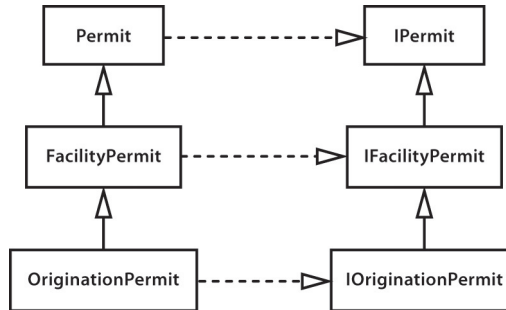 Permit
IPermit
FacilityPermit
IFacilityPermit
OriginationPermit
IOriginationPermit